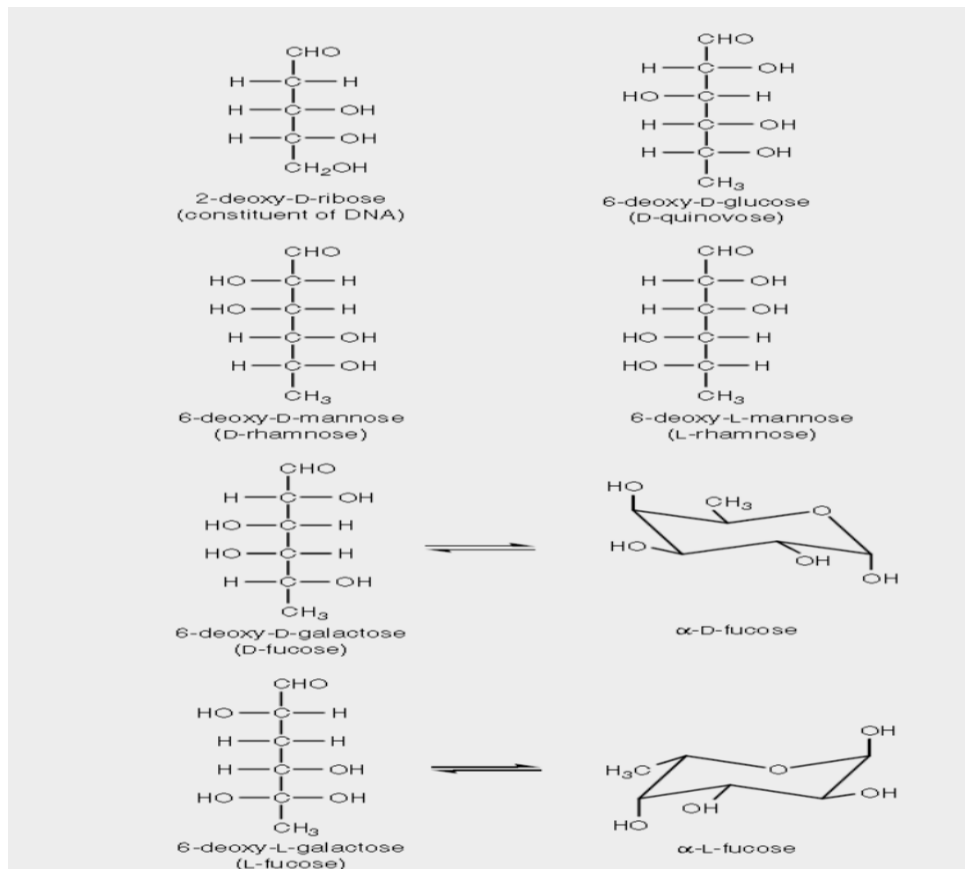 CHO
H — C — H
H — C — OH
H — C — OH
CH₂OH
2-deoxy-D-ribose
(constituent of DNA)
CHO
H — C — OH
HO — C — H
H — C — OH
H — C — OH
CH₃
6-deoxy-D-glucose
(D-quinovose)
CHO
HO — C — H
HO — C — H
H — C — OH
H — C — OH
CH₃
6-deoxy-D-mannose
(D-rhamnose)
CHO
H — C — OH
H — C — OH
HO — C — H
HO — C — H
CH₃
6-deoxy-L-mannose
(L-rhamnose)
CHO
H — C — OH
HO — C — H
HO — C — H
H — C — OH
CH₃
6-deoxy-D-galactose
(D-fucose)
HO
CH₃
O
HO
OH
OH
α-D-fucose
CHO
HO — C — H
H — C — H
H — C — OH
HO — C — OH
CH₃
6-deoxy-L-galactose
(L-fucose)
OH
H₃C
O
OH
OH
HO
α-L-fucose